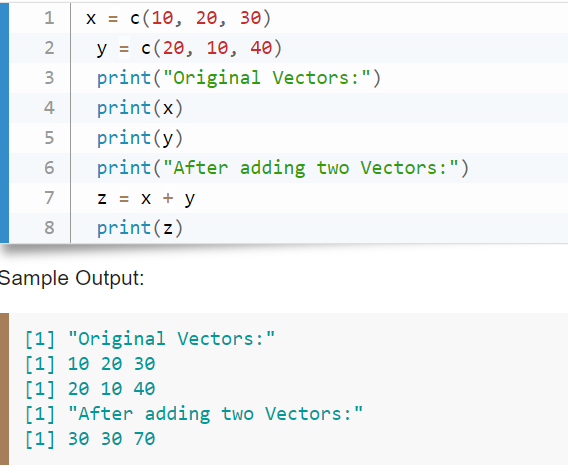 1 x = c(10, 20, 30)
2 y = c(20, 10, 40)
3 print("Original Vectors:")
4 print(x)
5 print(y)
6 print("After adding two Vectors:")
7 z = x + y
8 print(z)
Sample Output:
[1] "Original Vectors:"
[1] 10 20 30
[1] 20 10 40
[1] "After adding two Vectors:"
[1] 30 30 70